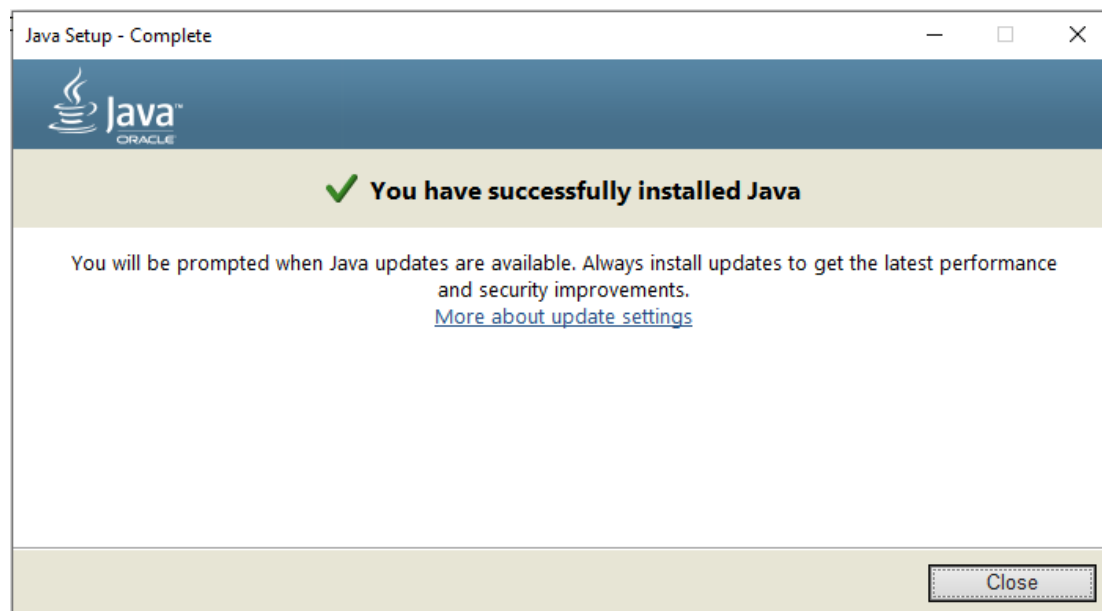 Java Setup - Complete
Java™
ORACLE
You have successfully installed Java
You will be prompted when Java updates are available. Always install updates to get the latest performance
and security improvements.
More about update settings
Close